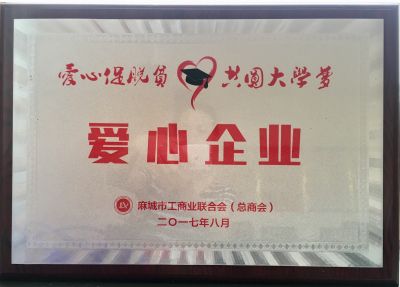 爱心促脱贫 共圆大学梦
爱心企业
麻城市工商业联合会(总商会)
二〇一七年八月